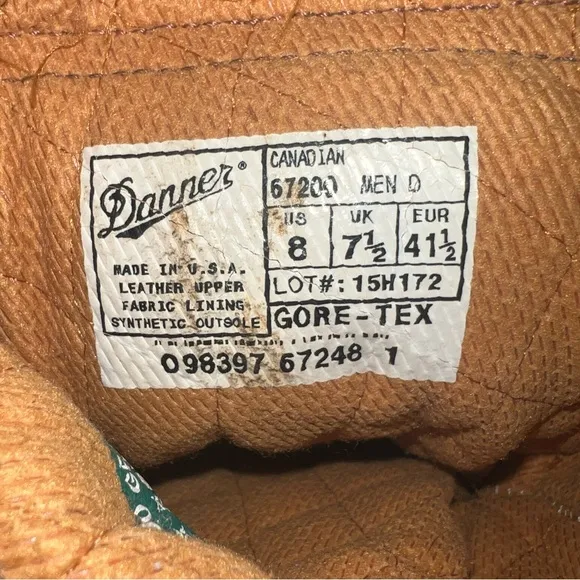 Danner®
MADE IN U.S.A.
LEATHER UPPER
FABRIC LINING
SYNTHETIC OUTSOLE
CANADIAN
67200 MEN D
US UK EUR
8 7½ 41½
LOT#: 15H172
GORE-TEX
098397 67248 1